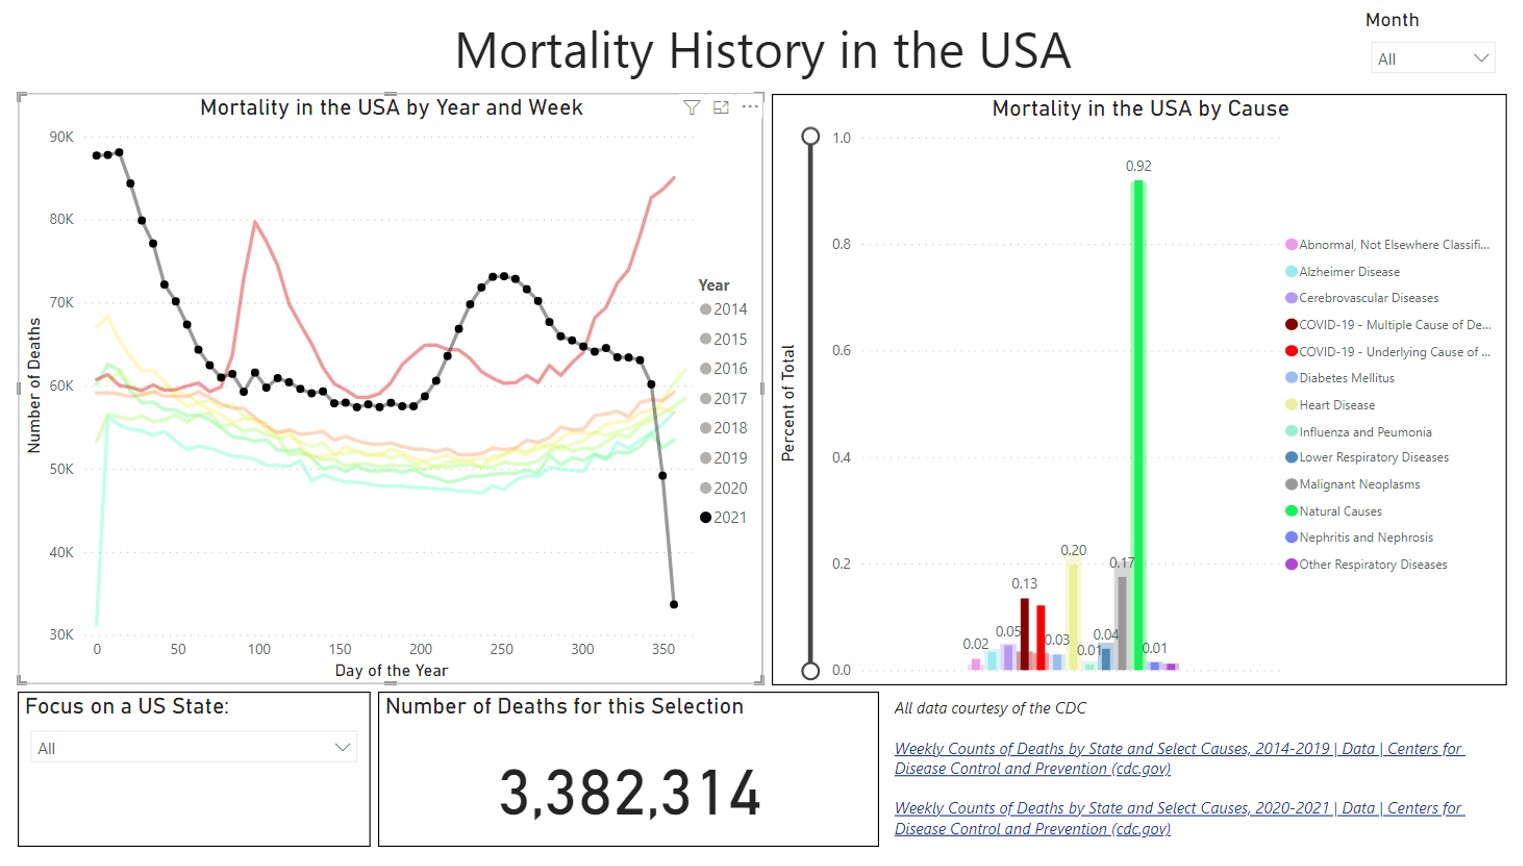 Mortality History in the USA
Month
All
Mortality in the USA by Year and Week
90K
80K
70K
60K
50K
40K
30K
Number of Deaths
0 50 100 150 200 250 300 350
Day of the Year
Year
2014
2015
2016
2017
2018
2019
2020
2021
Mortality in the USA by Cause
1.0
0.8
0.6
0.4
0.2
0.0
Percent of Total
0.02
0.05
0.13
0.03
0.20
0.01
0.04
0.17
0.92
0.01
Abnormal, Not Elsewhere Classifi...
Alzheimer Disease
Cerebrovascular Diseases
COVID-19 - Multiple Cause of De...
COVID-19 - Underlying Cause of ...
Diabetes Mellitus
Heart Disease
Influenza and Peumonia
Lower Respiratory Diseases
Malignant Neoplasms
Natural Causes
Nephritis and Nephrosis
Other Respiratory Diseases
Focus on a US State:
All
Number of Deaths for this Selection
3,382,314
All data courtesy of the CDC
Weekly Counts of Deaths by State and Select Causes, 2014-2019 | Data | Centers for
Disease Control and Prevention (cdc.gov)
Weekly Counts of Deaths by State and Select Causes, 2020-2021 | Data | Centers for
Disease Control and Prevention (cdc.gov)